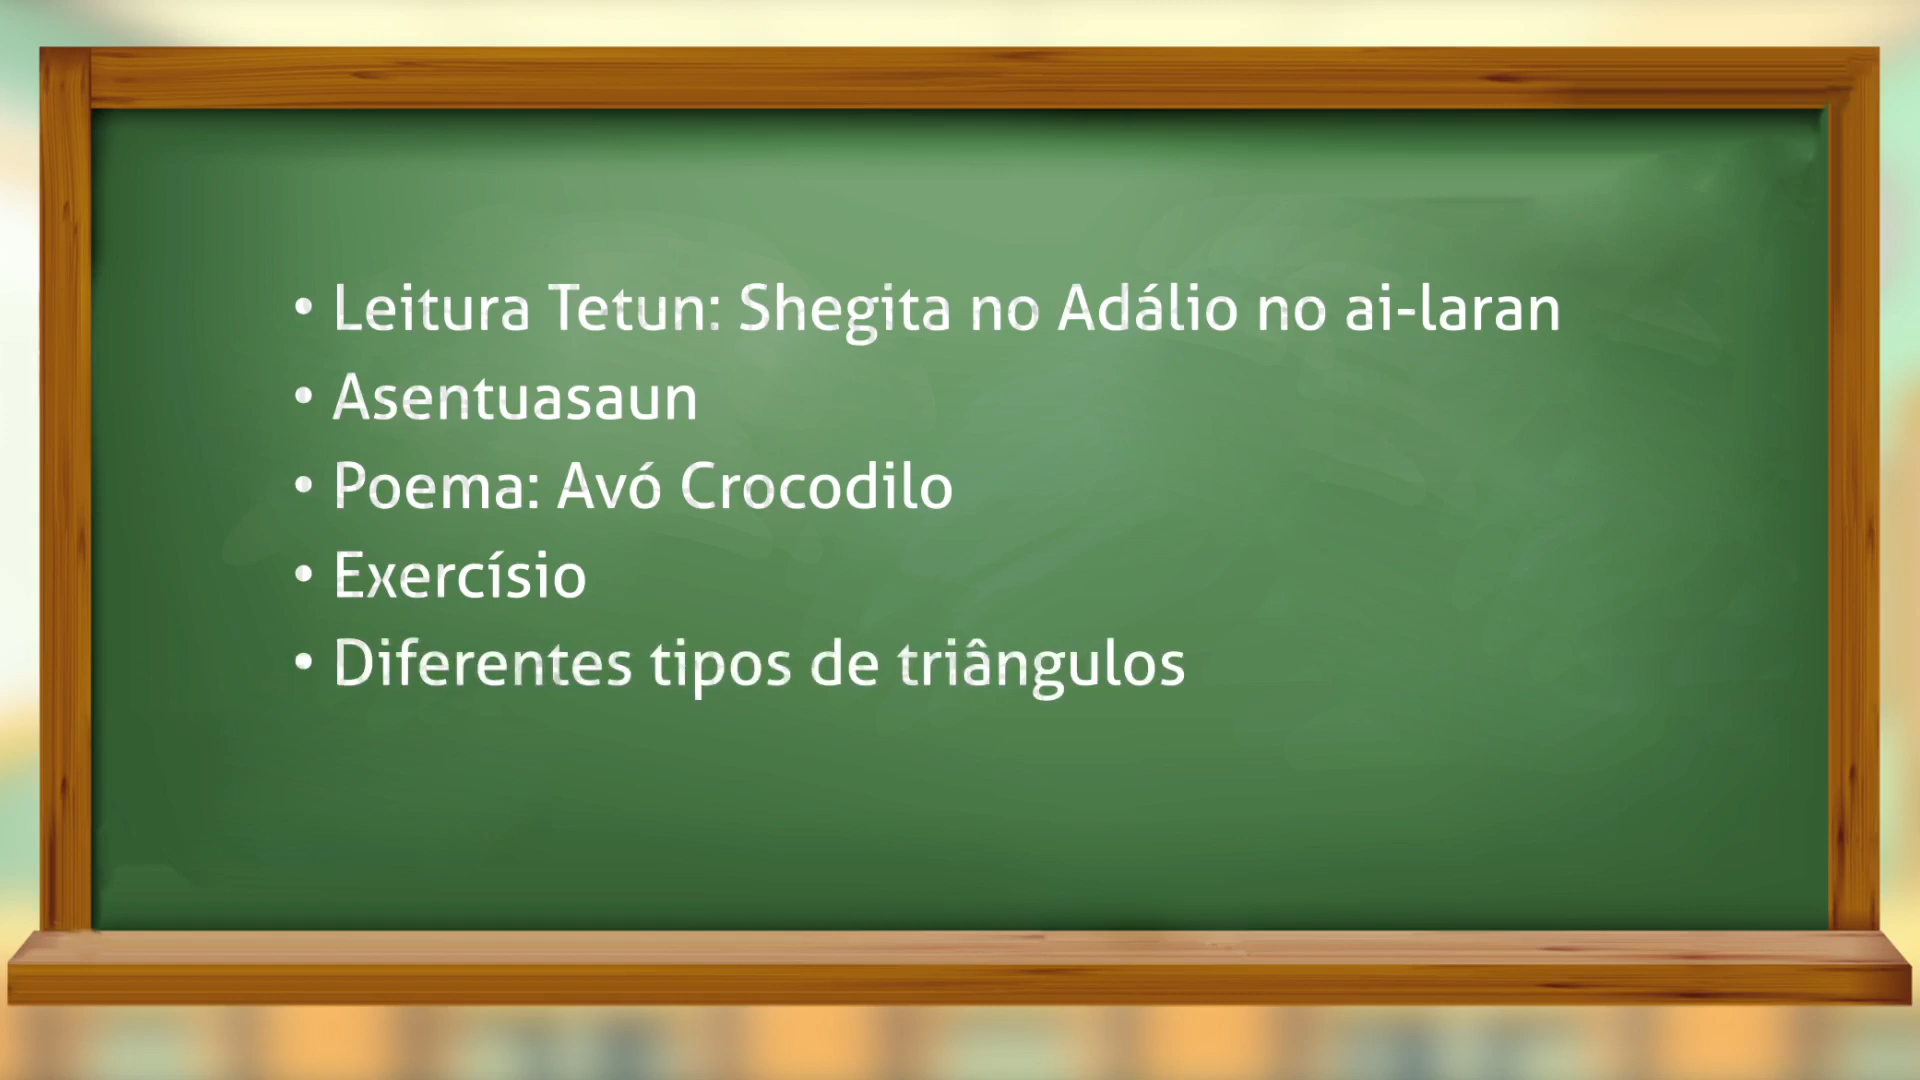 • Leitura Tetun: Shegita no Adálio no ai-laran
• Asentuasaun
• Poema: Avó Crocodilo
• Exercísio
• Diferentes tipos de triângulos